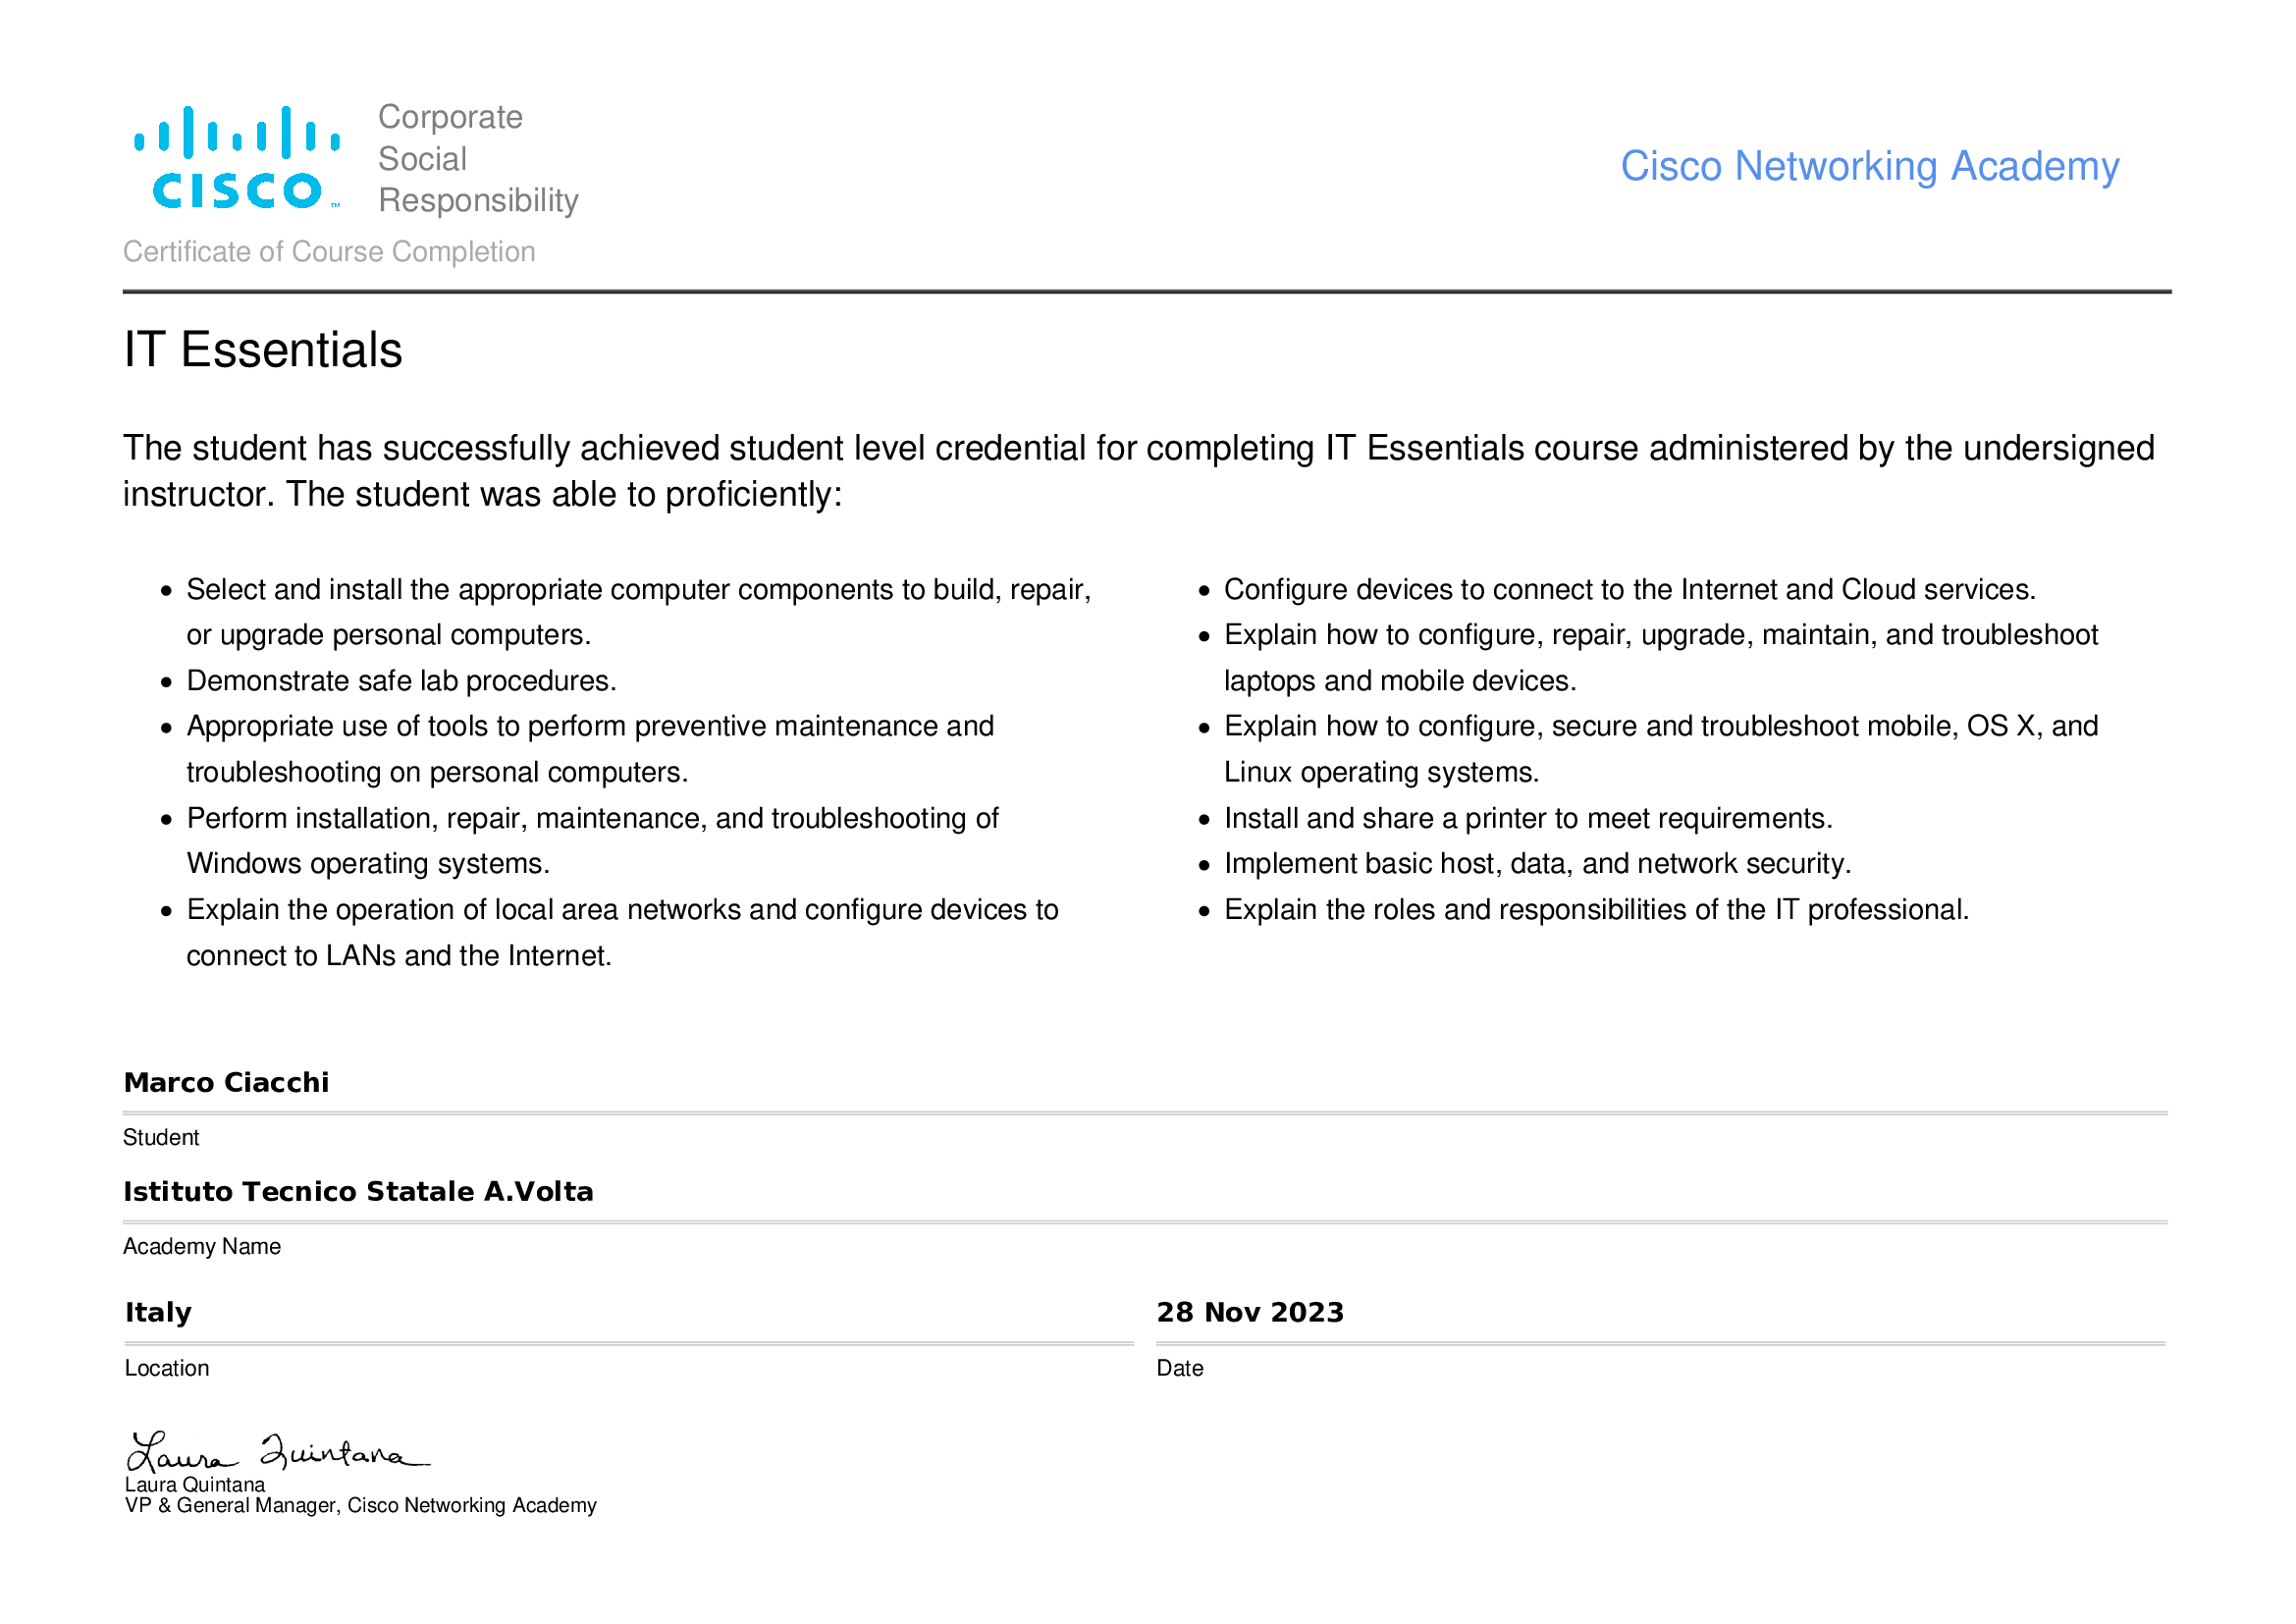 CISCO™
Corporate
Social
Responsibility
Cisco Networking Academy
Certificate of Course Completion
IT Essentials
The student has successfully achieved student level credential for completing IT Essentials course administered by the undersigned
instructor. The student was able to proficiently:
• Select and install the appropriate computer components to build, repair,
or upgrade personal computers.
• Demonstrate safe lab procedures.
• Appropriate use of tools to perform preventive maintenance and
troubleshooting on personal computers.
• Perform installation, repair, maintenance, and troubleshooting of
Windows operating systems.
• Explain the operation of local area networks and configure devices to
connect to LANs and the Internet.
• Configure devices to connect to the Internet and Cloud services.
• Explain how to configure, repair, upgrade, maintain, and troubleshoot
laptops and mobile devices.
• Explain how to configure, secure and troubleshoot mobile, OS X, and
Linux operating systems.
• Install and share a printer to meet requirements.
• Implement basic host, data, and network security.
• Explain the roles and responsibilities of the IT professional.
Marco Ciacchi
Student
Istituto Tecnico Statale A.Volta
Academy Name
Italy
Location
28 Nov 2023
Date
Laura Quintana
Laura Quintana
VP & General Manager, Cisco Networking Academy